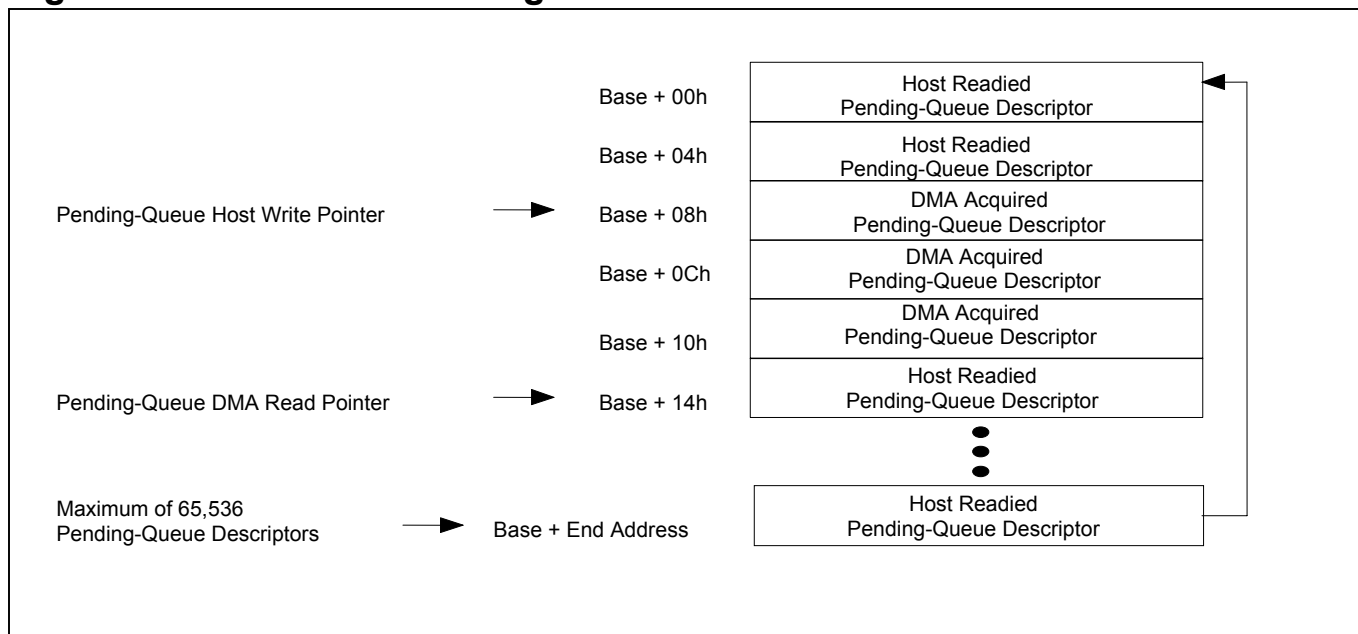 Base + 00h
Host Readied
Pending-Queue Descriptor
Base + 04h
Host Readied
Pending-Queue Descriptor
Pending-Queue Host Write Pointer
Base + 08h
DMA Acquired
Pending-Queue Descriptor
Base + 0Ch
DMA Acquired
Pending-Queue Descriptor
Base + 10h
DMA Acquired
Pending-Queue Descriptor
Pending-Queue DMA Read Pointer
Base + 14h
Host Readied
Pending-Queue Descriptor
Maximum of 65,536
Pending-Queue Descriptors
Base + End Address
Host Readied
Pending-Queue Descriptor